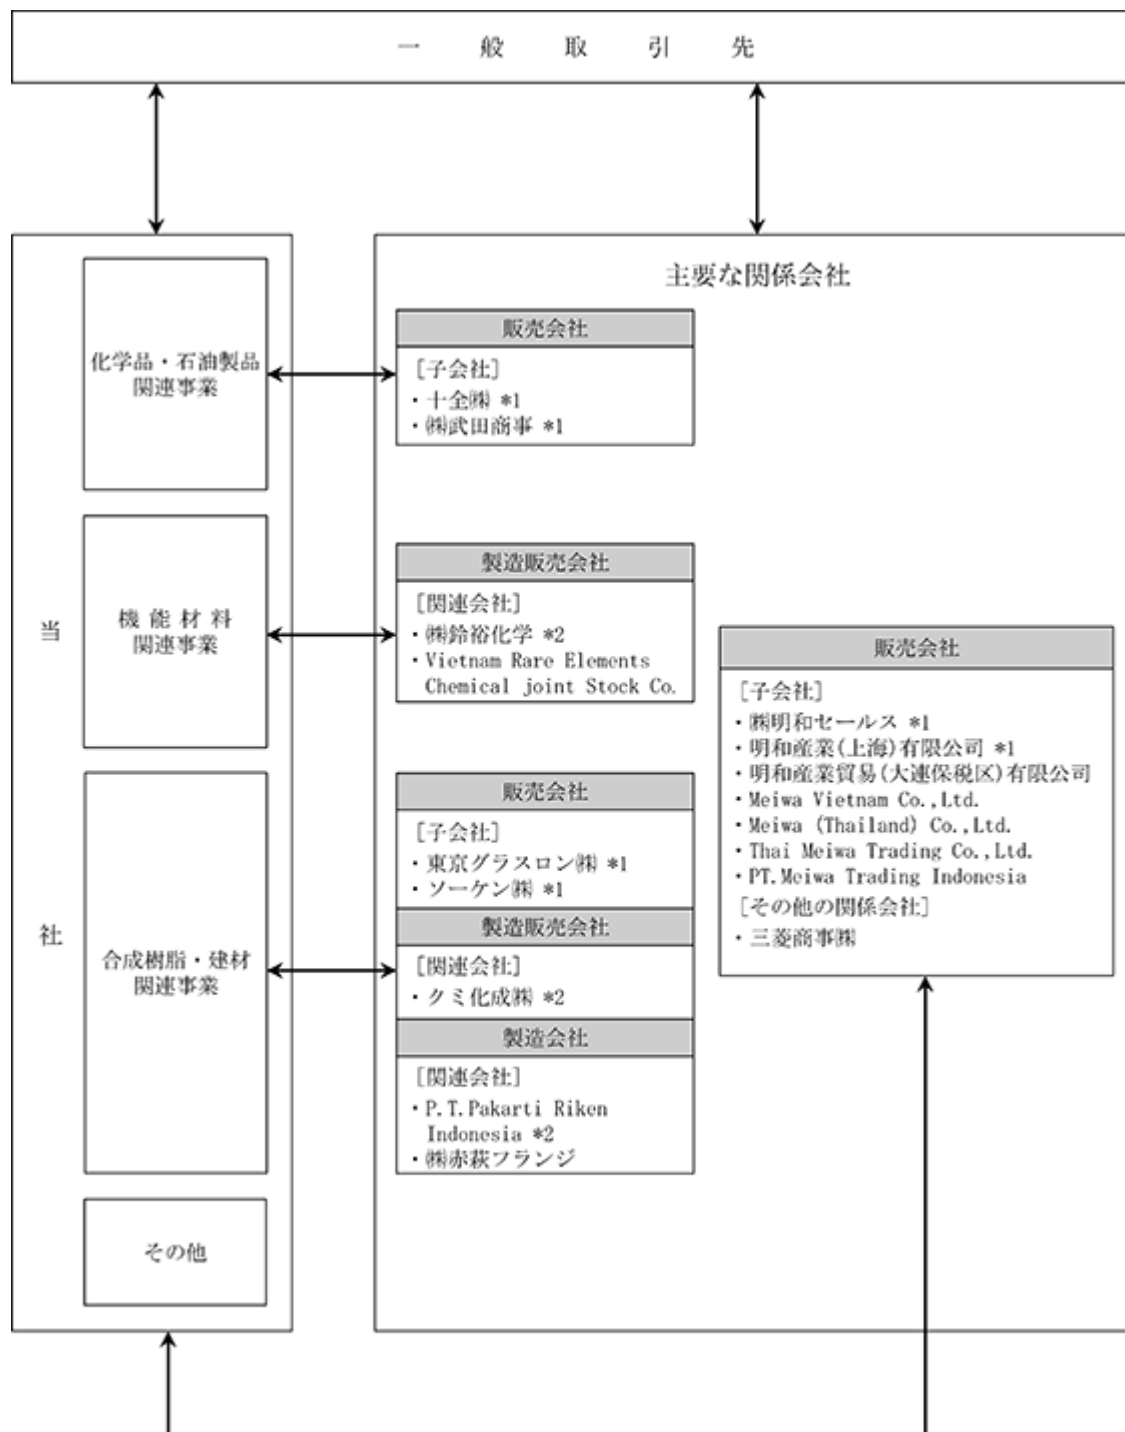 一般取引先
当社
化学品・石油製品
関連事業
機能材料
関連事業
合成樹脂・建材
関連事業
その他
主要な関係会社
販売会社
［子会社］
・十全㈱ *1
・㈱武田商事 *1
製造販売会社
［関連会社］
・㈱鈴裕化学 *2
・Vietnam Rare Elements
Chemical joint Stock Co.
販売会社
［子会社］
・東京グラスロン㈱ *1
・ソーケン㈱ *1
製造販売会社
［関連会社］
・クミ化成㈱ *2
製造会社
［関連会社］
・P.T.Pakarti Riken
Indonesia *2
・㈱赤萩フランジ
販売会社
［子会社］
・㈱明和セールス *1
・明和産業(上海)有限公司 *1
・明和産業貿易(大連保税区)有限公司
・Meiwa Vietnam Co.,Ltd.
・Meiwa (Thailand) Co.,Ltd.
・Thai Meiwa Trading Co.,Ltd.
・PT.Meiwa Trading Indonesia
［その他の関係会社］
・三菱商事㈱